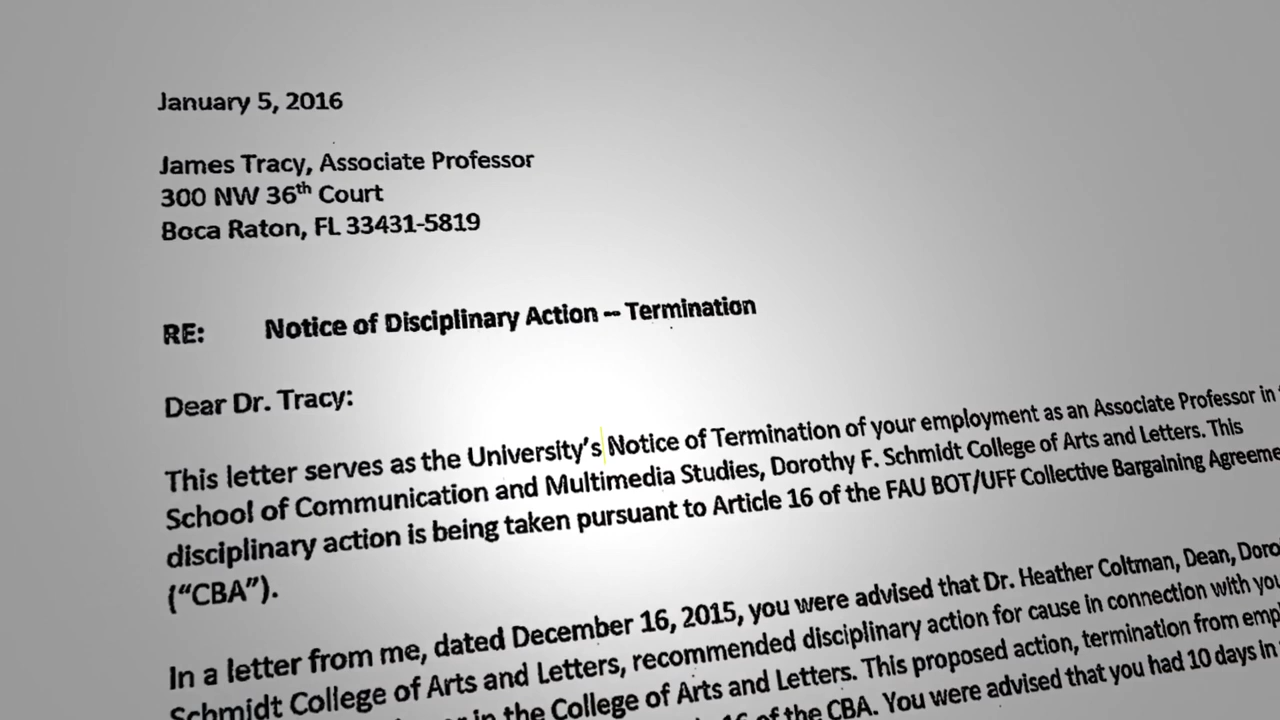 January 5, 2016
James Tracy, Associate Professor
300 NW 36th Court
Boca Raton, FL 33431-5819
RE: Notice of Disciplinary Action -- Termination
Dear Dr. Tracy:
This letter serves as the University's Notice of Termination of your employment as an Associate Professor in
School of Communication and Multimedia Studies, Dorothy F. Schmidt College of Arts and Letters. This
disciplinary action is being taken pursuant to Article 16 of the FAU BOT/UFF Collective Bargaining Agreeme
("CBA").
In a letter from me, dated December 16, 2015, you were advised that Dr. Heather Coltman, Dean, Doro
Schmidt College of Arts and Letters, recommended disciplinary action for cause in connection with you
in the College of Arts and Letters. This proposed action, termination from emp
16 of the CBA. You were advised that you had 10 days in